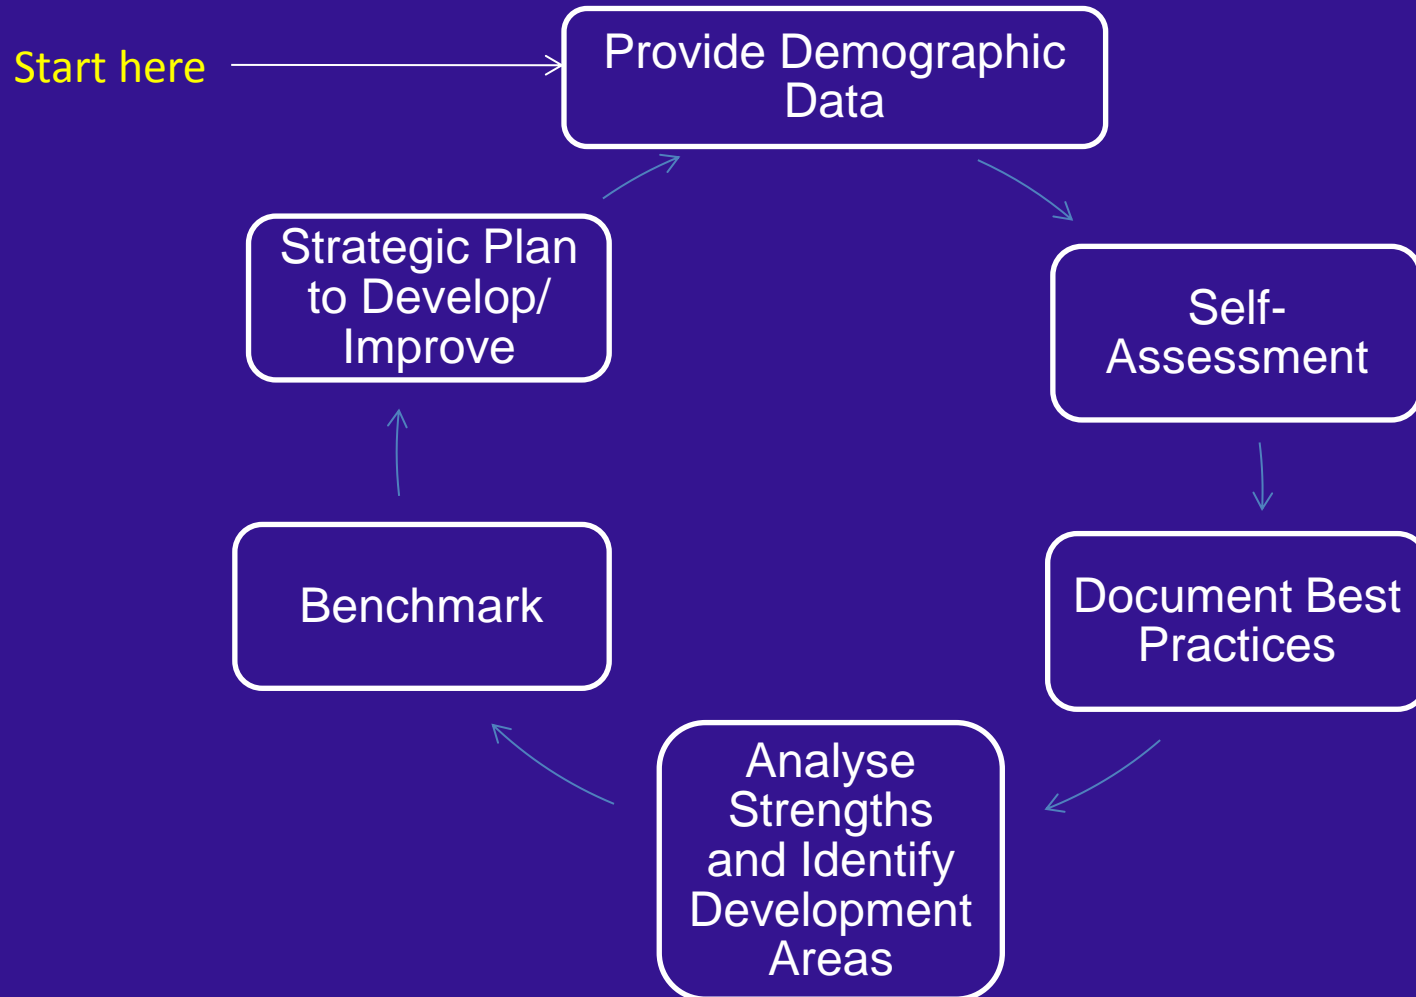 Start here
Provide Demographic
Data
Self-
Assessment
Document Best
Practices
Analyse
Strengths
and Identify
Development
Areas
Benchmark
Strategic Plan
to Develop/
Improve